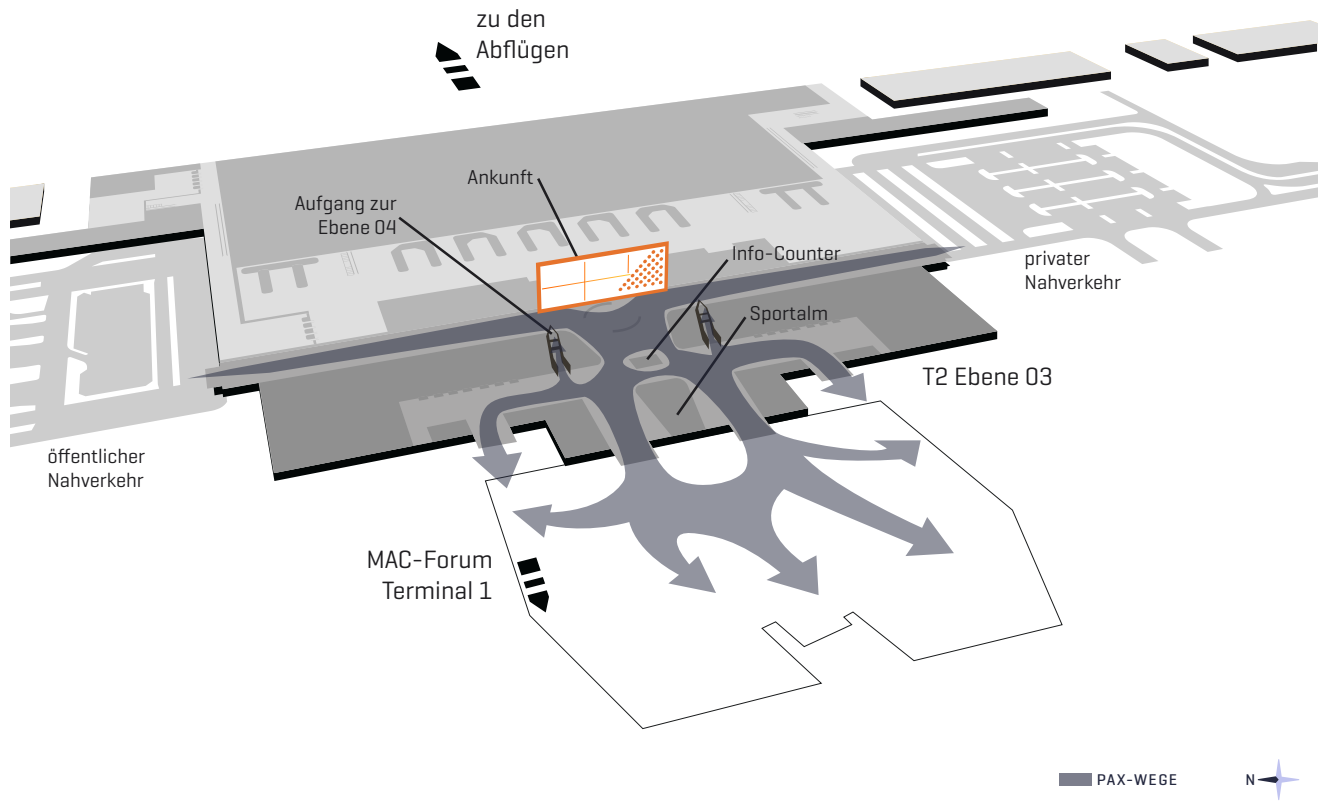 zu den
Abflügen
Ankunft
Aufgang zur
Ebene 04
Info-Counter
privater
Nahverkehr
Sportalm
T2 Ebene 03
öffentlicher
Nahverkehr
MAC-Forum
Terminal 1
PAX-WEGE
N